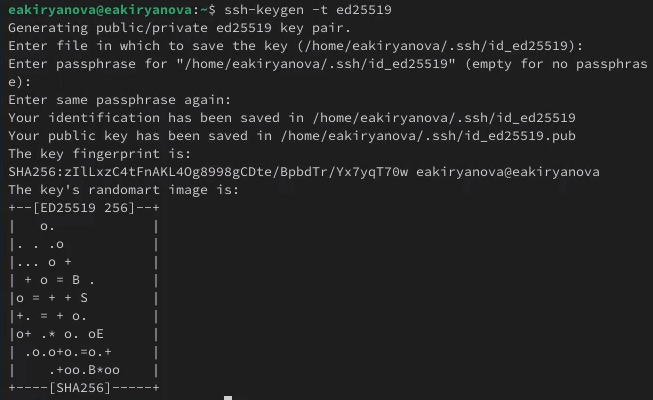 eakiryanova@eakiryanova:~$ ssh-keygen -t ed25519
Generating public/private ed25519 key pair.
Enter file in which to save the key (/home/eakiryanova/.ssh/id_ed25519):
Enter passphrase for "/home/eakiryanova/.ssh/id_ed25519" (empty for no passphras
e):
Enter same passphrase again:
Your identification has been saved in /home/eakiryanova/.ssh/id_ed25519
Your public key has been saved in /home/eakiryanova/.ssh/id_ed25519.pub
The key fingerprint is:
SHA256:zIlLxzC4tFnAKL4Og8998gCDte/BpbdTr/Yx7yqT70w eakiryanova@eakiryanova
The key's randomart image is:
+--[ED25519 256]--+
|   o.            |
|. . .o           |
|... o +          |
| + o = B .       |
|o = + + S        |
|+. = + o.        |
|o+ .* o. oE      |
| .o.o+o.=o.+     |
|    .+oo.B*oo    |
+----[SHA256]-----+